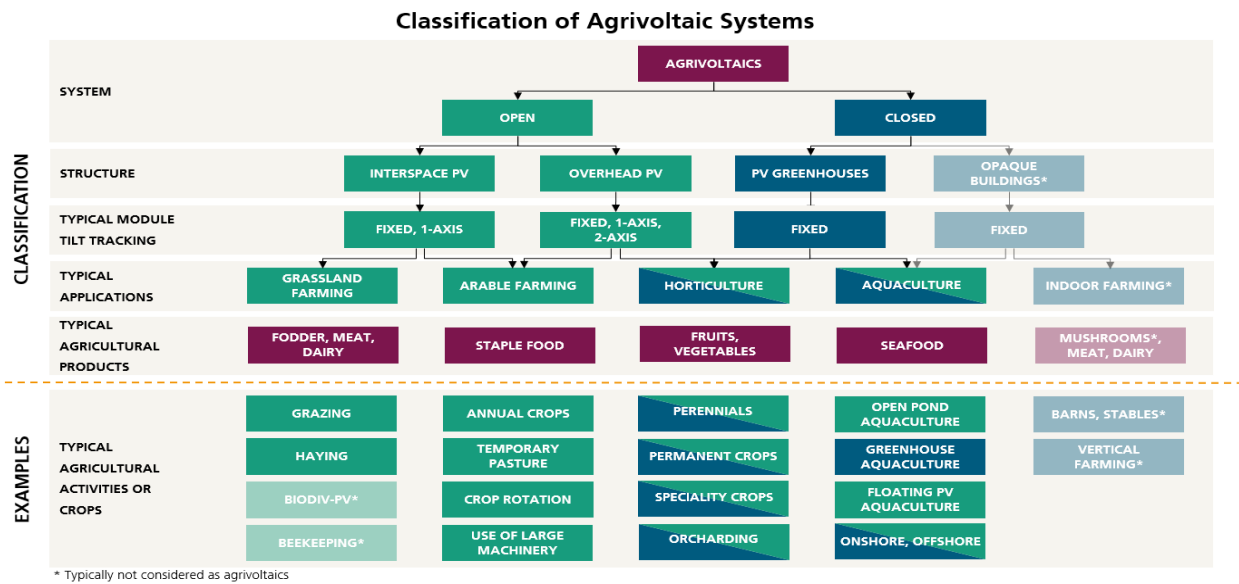 Classification of Agrivoltaic Systems
CLASSIFICATION
SYSTEM
AGRIVOLTAICS
OPEN
CLOSED
STRUCTURE
INTERSPACE PV
OVERHEAD PV
PV GREENHOUSES
OPAQUE
BUILDINGS*
TYPICAL MODULE
TILT TRACKING
FIXED, 1-AXIS
FIXED, 1-AXIS,
2-AXIS
FIXED
FIXED
TYPICAL
APPLICATIONS
GRASSLAND
FARMING
ARABLE FARMING
HORTICULTURE
AQUACULTURE
INDOOR FARMING*
TYPICAL
AGRICULTURAL
PRODUCTS
FODDER, MEAT,
DAIRY
STAPLE FOOD
FRUITS,
VEGETABLES
SEAFOOD
MUSHROOMS*,
MEAT, DAIRY
EXAMPLES
TYPICAL
AGRICULTURAL
ACTIVITIES OR
CROPS
GRAZING
HAYING
BIODIV-PV*
BEEKEEPING*
ANNUAL CROPS
TEMPORARY
PASTURE
CROP ROTATION
USE OF LARGE
MACHINERY
PERENNIALS
PERMANENT CROPS
SPECIALITY CROPS
ORCHARDING
OPEN POND
AQUACULTURE
GREENHOUSE
AQUACULTURE
FLOATING PV
AQUACULTURE
ONSHORE, OFFSHORE
BARNS, STABLES*
VERTICAL
FARMING*
* Typically not considered as agrivoltaics